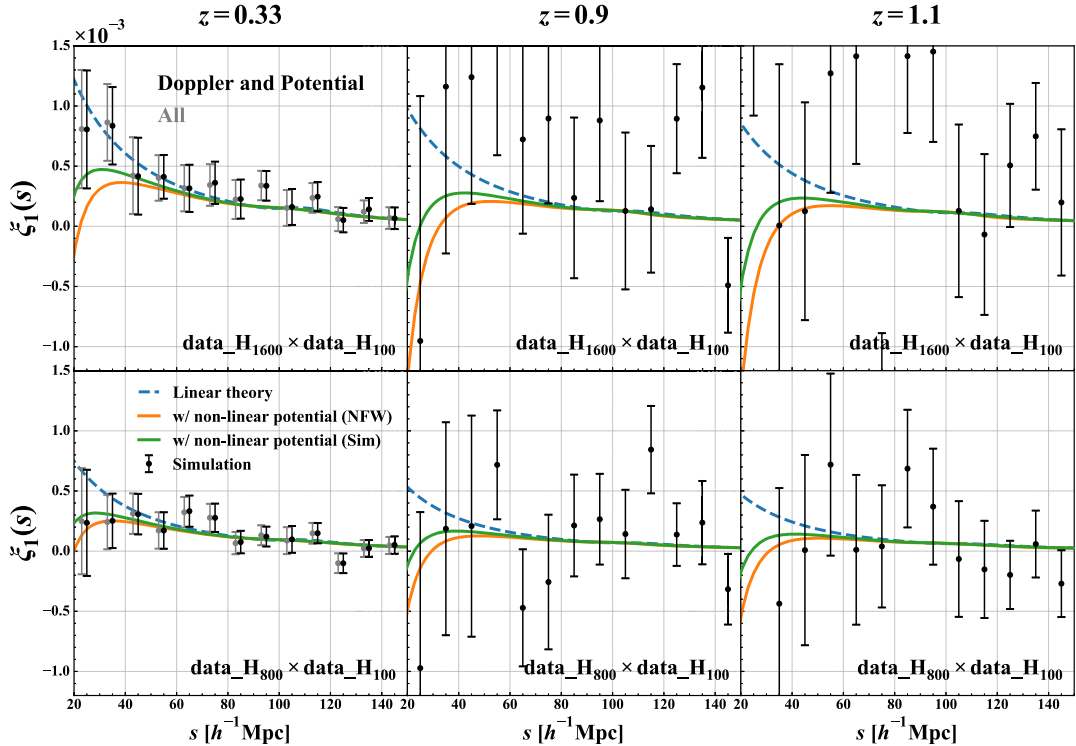 z = 0.33
z = 0.9
z = 1.1
1.5 ×10⁻³
1.0
0.5
0.0
−0.5
−1.0
ξ₁(s)
Doppler and Potential
All
data_H₁₆₀₀ × data_H₁₀₀
data_H₁₆₀₀ × data_H₁₀₀
data_H₁₆₀₀ × data_H₁₀₀
1.5
1.0
0.5
0.0
−0.5
−1.0
ξ₁(s)
Linear theory
w/ non-linear potential (NFW)
w/ non-linear potential (Sim)
Simulation
data_H₈₀₀ × data_H₁₀₀
data_H₈₀₀ × data_H₁₀₀
data_H₈₀₀ × data_H₁₀₀
20 40 60 80 100 120 140
20 40 60 80 100 120 140
20 40 60 80 100 120 140
s [h⁻¹Mpc]
s [h⁻¹Mpc]
s [h⁻¹Mpc]